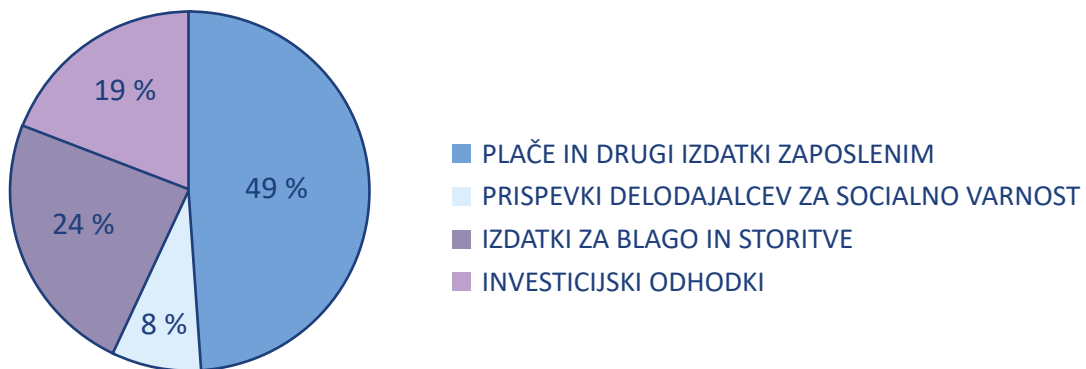 19 %
49 %
24 %
8 %
PLAČE IN DRUGI IZDATKI ZAPOSLENIM
PRISPEVKI DELODAJALCEV ZA SOCIALNO VARNOST
IZDATKI ZA BLAGO IN STORITVE
INVESTICIJSKI ODHODKI